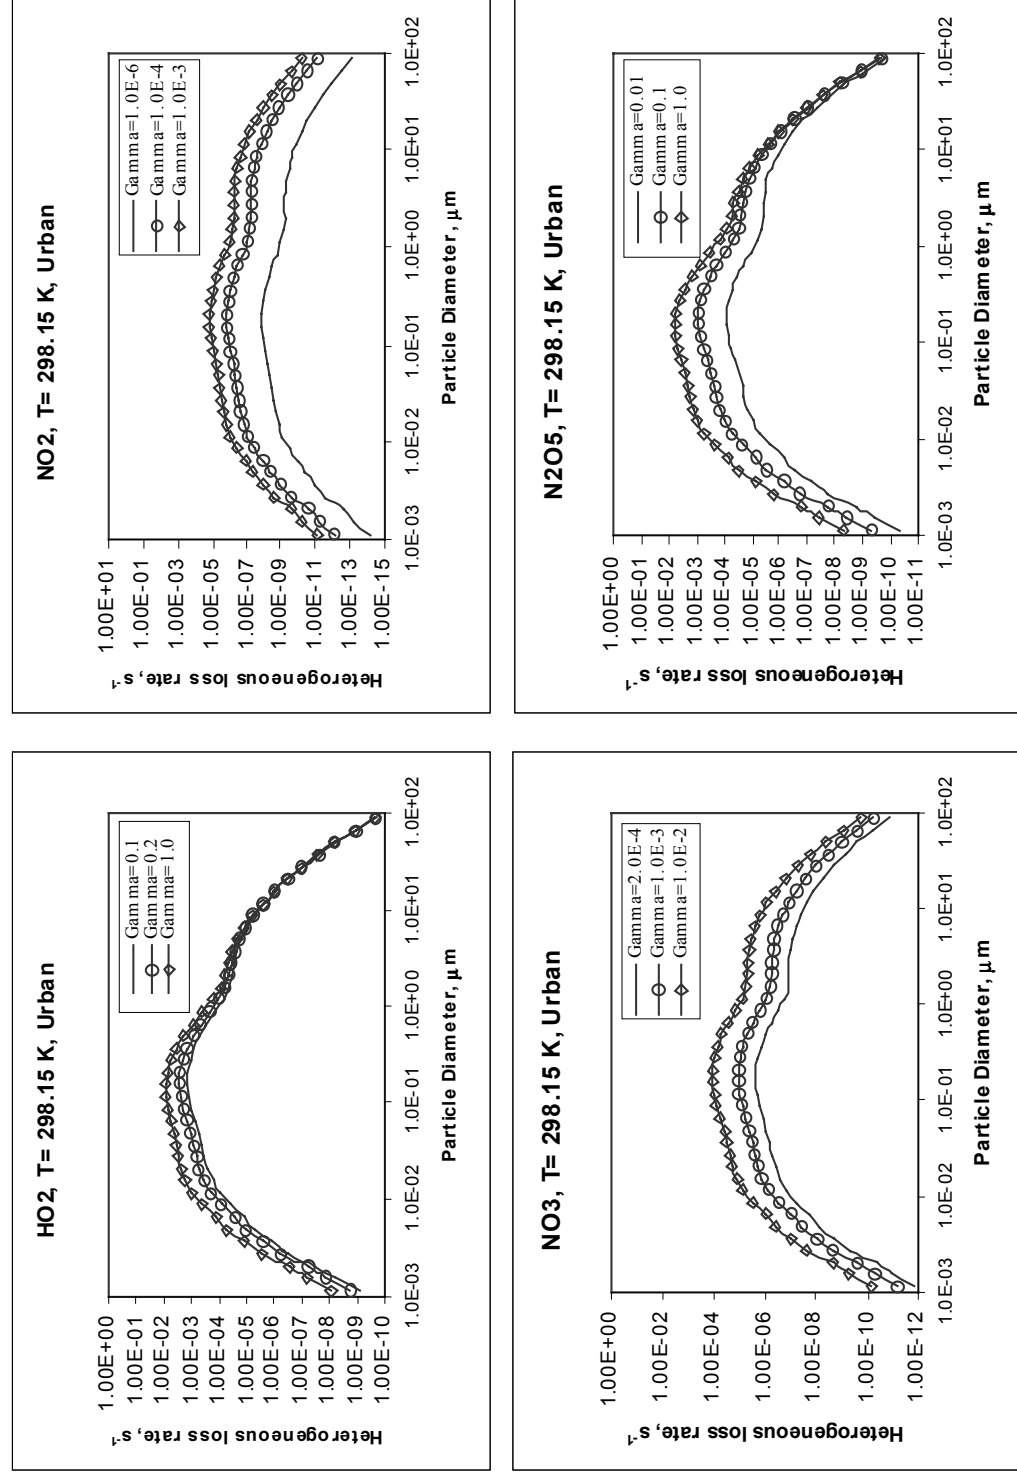 HO2, T= 298.15 K, Urban
Gamma=0.1
Gamma=0.2
Gamma=1.0
Heterogeneous loss rate, s-1
1.00E+00
1.00E-01
1.00E-02
1.00E-03
1.00E-04
1.00E-05
1.00E-06
1.00E-07
1.00E-08
1.00E-09
1.00E-10
1.0E-03
1.0E-02
1.0E-01
1.0E+00
1.0E+01
1.0E+02
Particle Diameter, μm
NO2, T= 298.15 K, Urban
Gamma=1.0E-6
Gamma=1.0E-4
Gamma=1.0E-3
Heterogeneous loss rate, s-1
1.00E+01
1.00E-01
1.00E-03
1.00E-05
1.00E-07
1.00E-09
1.00E-11
1.00E-13
1.00E-15
1.0E-03
1.0E-02
1.0E-01
1.0E+00
1.0E+01
1.0E+02
Particle Diameter, μm
NO3, T= 298.15 K, Urban
Gamma=2.0E-4
Gamma=1.0E-3
Gamma=1.0E-2
Heterogeneous loss rate, s-1
1.00E+00
1.00E-02
1.00E-04
1.00E-06
1.00E-08
1.00E-10
1.00E-12
1.0E-03
1.0E-02
1.0E-01
1.0E+00
1.0E+01
1.0E+02
Particle Diameter, μm
N2O5, T= 298.15 K, Urban
Gamma=0.01
Gamma=0.1
Gamma=1.0
Heterogeneous loss rate, s-1
1.00E+00
1.00E-01
1.00E-02
1.00E-03
1.00E-04
1.00E-05
1.00E-06
1.00E-07
1.00E-08
1.00E-09
1.00E-10
1.00E-11
1.0E-03
1.0E-02
1.0E-01
1.0E+00
1.0E+01
1.0E+02
Particle Diameter, μm